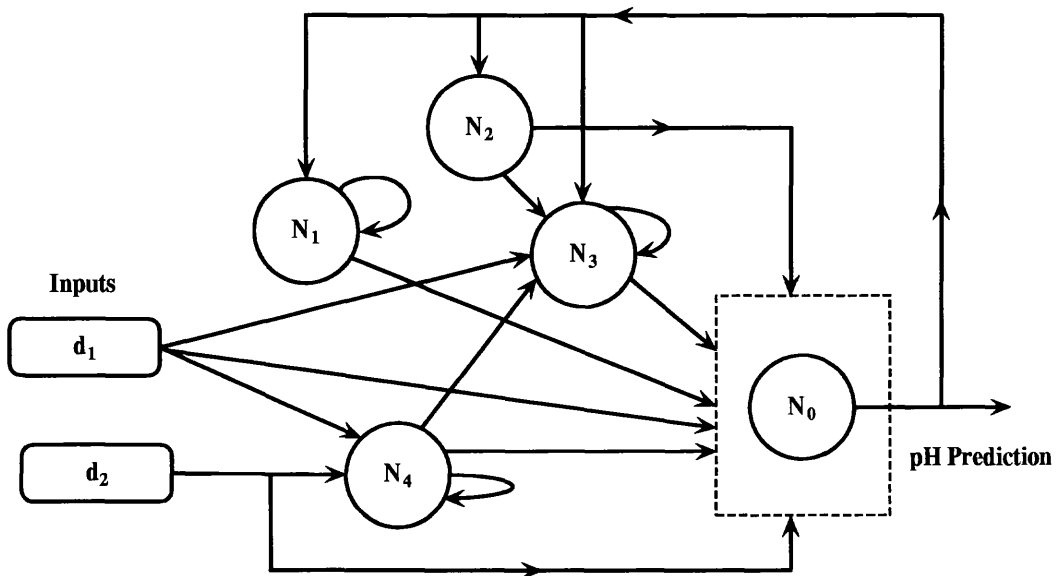 N₂
N₁
N₃
Inputs
d₁
N₀
d₂
N₄
pH Prediction